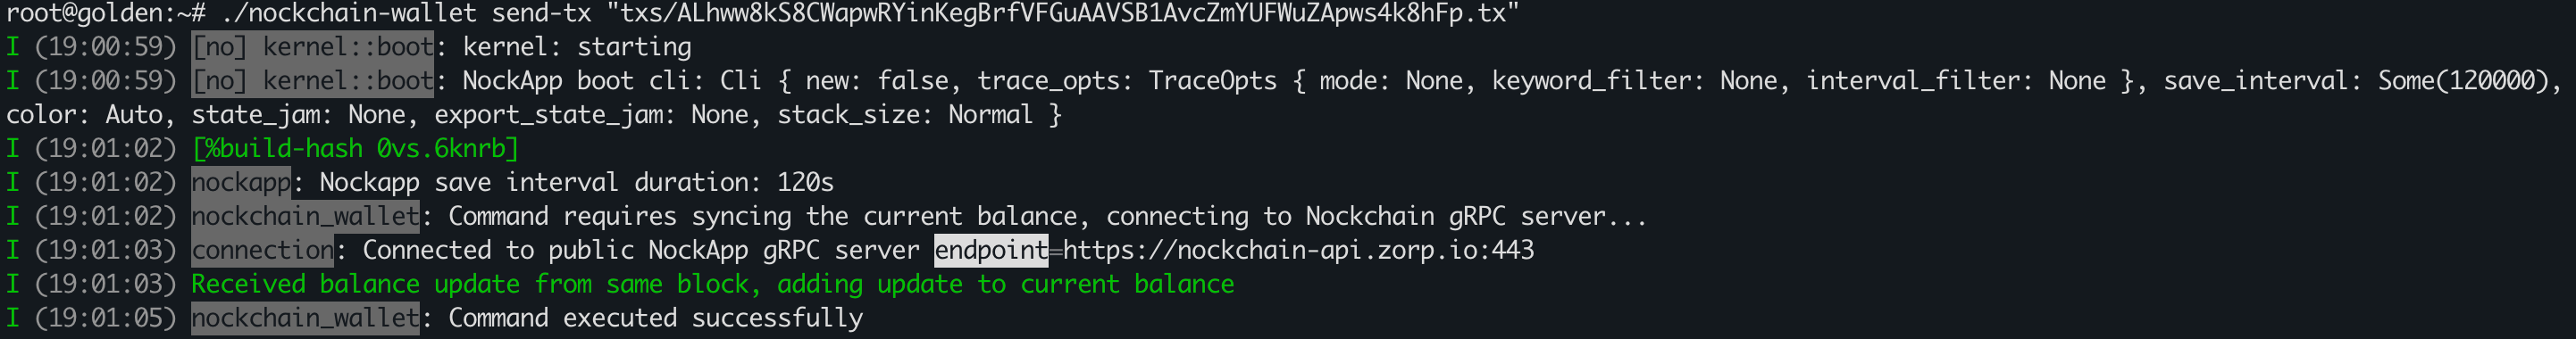 root@golden:~# ./nockchain-wallet send-tx "txs/ALhww8kS8CWapwRYinKegBrfVFGuAAVSB1AvcZmYUFWuZApws4k8hFp.tx"
I (19:00:59) [no] kernel::boot: kernel: starting
I (19:00:59) [no] kernel::boot: NockApp boot cli: Cli { new: false, trace_opts: TraceOpts { mode: None, keyword_filter: None, interval_filter: None }, save_interval: Some(120000),
color: Auto, state_jam: None, export_state_jam: None, stack_size: Normal }
I (19:01:02) [%build-hash 0vs.6knrb]
I (19:01:02) nockapp: Nockapp save interval duration: 120s
I (19:01:02) nockchain_wallet: Command requires syncing the current balance, connecting to Nockchain gRPC server...
I (19:01:03) connection: Connected to public NockApp gRPC server endpoint=https://nockchain-api.zorp.io:443
I (19:01:03) Received balance update from same block, adding update to current balance
I (19:01:05) nockchain_wallet: Command executed successfully